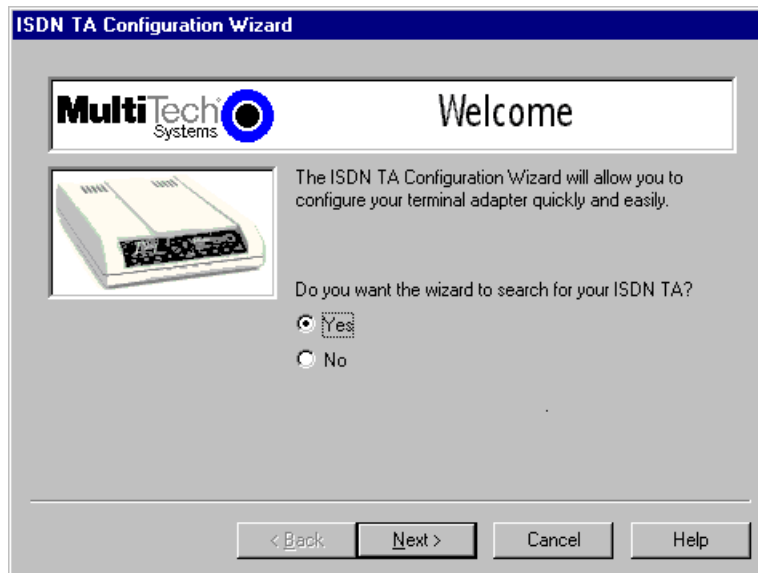 ISDN TA Configuration Wizard
MultiTech
Systems
Welcome
The ISDN TA Configuration Wizard will allow you to
configure your terminal adapter quickly and easily.
Do you want the wizard to search for your ISDN TA?
Yes
No
< Back
Next >
Cancel
Help